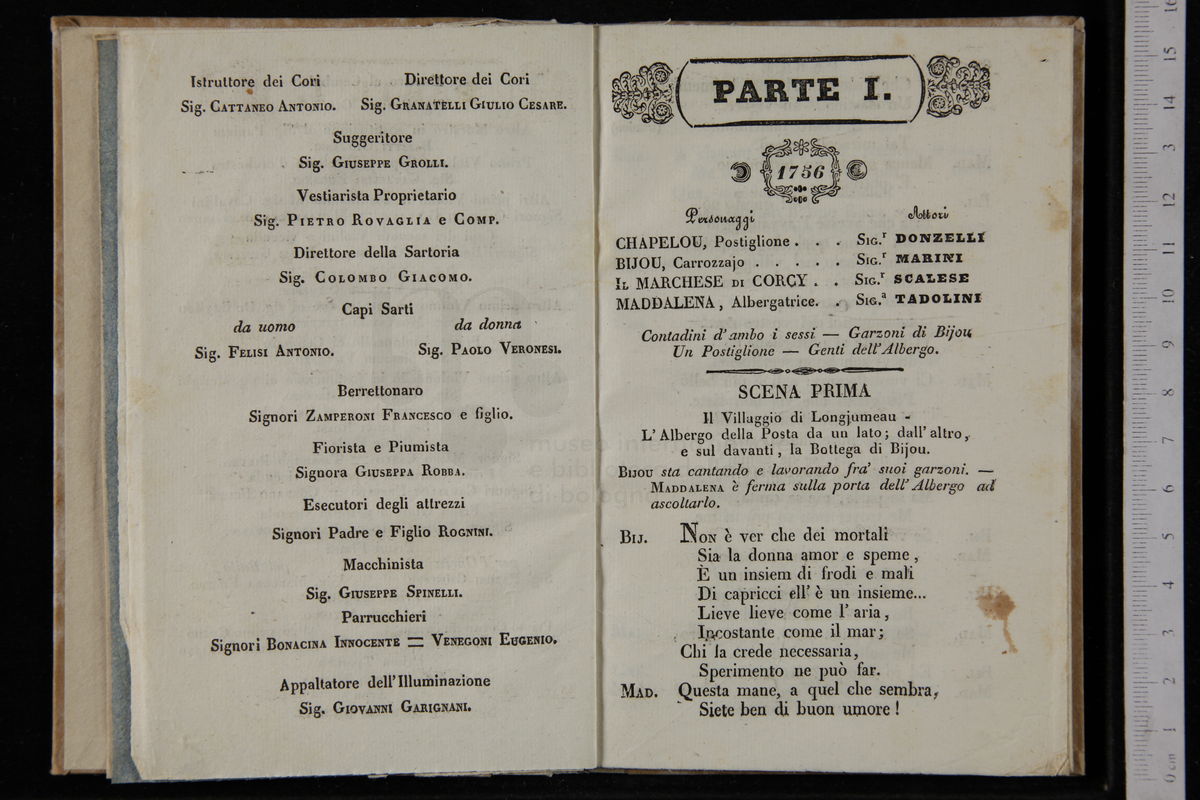 Istruttore dei Cori Direttore dei Cori
Sig. CATTANEO ANTONIO. Sig. GRANATELLI GIULIO CESARE.
Suggeritore
Sig. GIUSEPPE GROLLI.
Vestiarista Proprietario
Sig. PIETRO ROVAGLIA e COMP.
Direttore della Sartoria
Sig. COLOMBO GIACOMO.
Capi Sarti
da uomo da donna
Sig. FELISI ANTONIO. Sig. PAOLO VERONESI.
Berrettonaro
Signori ZAMPERONI FRANCESCO e figlio.
Fiorista e Piumista
Signora GIUSEPPA ROBBA.
Esecutori degli attrezzi
Signori Padre e Figlio ROGNINI.
Macchinista
Sig. GIUSEPPE SPINELLI.
Parrucchieri
Signori BONACINA INNOCENTE = VENEGONI EUGENIO.
Appaltatore dell'Illuminazione
Sig. GIOVANNI GARIGNANI.
PARTE I.
1756
Personaggi Attori
CHAPELOU, Postiglione . . . SIG.r DONZELLI
BIJOU, Carrozzajo . . . . . SIG.r MARINI
IL MARCHESE DI CORCY . . SIG.r SCALESE
MADDALENA, Albergatrice. . SIG.a TADOLINI
Contadini d'ambo i sessi — Garzoni di Bijou
Un Postiglione — Genti dell'Albergo.
SCENA PRIMA
Il Villaggio di Longjumeau -
L'Albergo della Posta da un lato; dall'altro,
e sul davanti, la Bottega di Bijou.
BIJOU sta cantando e lavorando fra' suoi garzoni. —
MADDALENA è ferma sulla porta dell'Albergo ad
ascoltarlo.
BIJ. NON è ver che dei mortali
Sia la donna amor e speme,
È un insiem di frodi e mali
Di capricci ell' è un insieme...
Lieve lieve come l' aria,
Incostante come il mar;
Chi la crede necessaria,
Sperimento ne può far.
MAD. Questa mane, a quel che sembra,
Siete ben di buon umore!